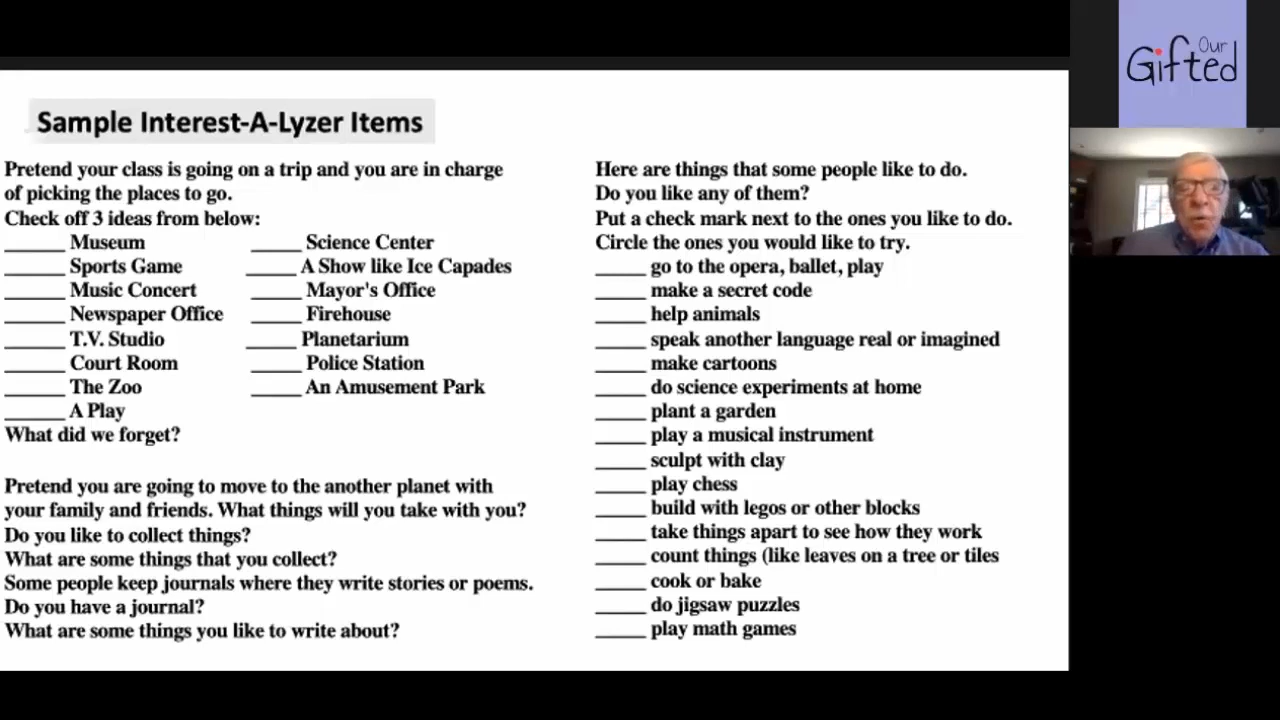 Sample Interest-A-Lyzer Items
Pretend your class is going on a trip and you are in charge
of picking the places to go.
Check off 3 ideas from below:
______ Museum
______ Sports Game
______ Music Concert
______ Newspaper Office
______ T.V. Studio
______ Court Room
______ The Zoo
______ A Play
_____ Science Center
_____ A Show like Ice Capades
_____ Mayor's Office
_____ Firehouse
_____ Planetarium
_____ Police Station
_____ An Amusement Park
What did we forget?
Pretend you are going to move to the another planet with
your family and friends. What things will you take with you?
Do you like to collect things?
What are some things that you collect?
Some people keep journals where they write stories or poems.
Do you have a journal?
What are some things you like to write about?
Here are things that some people like to do.
Do you like any of them?
Put a check mark next to the ones you like to do.
Circle the ones you would like to try.
_____ go to the opera, ballet, play
_____ make a secret code
_____ help animals
_____ speak another language real or imagined
_____ make cartoons
_____ do science experiments at home
_____ plant a garden
_____ play a musical instrument
_____ sculpt with clay
_____ play chess
_____ build with legos or other blocks
_____ take things apart to see how they work
_____ count things (like leaves on a tree or tiles
_____ cook or bake
_____ do jigsaw puzzles
_____ play math games
Our
Gifted